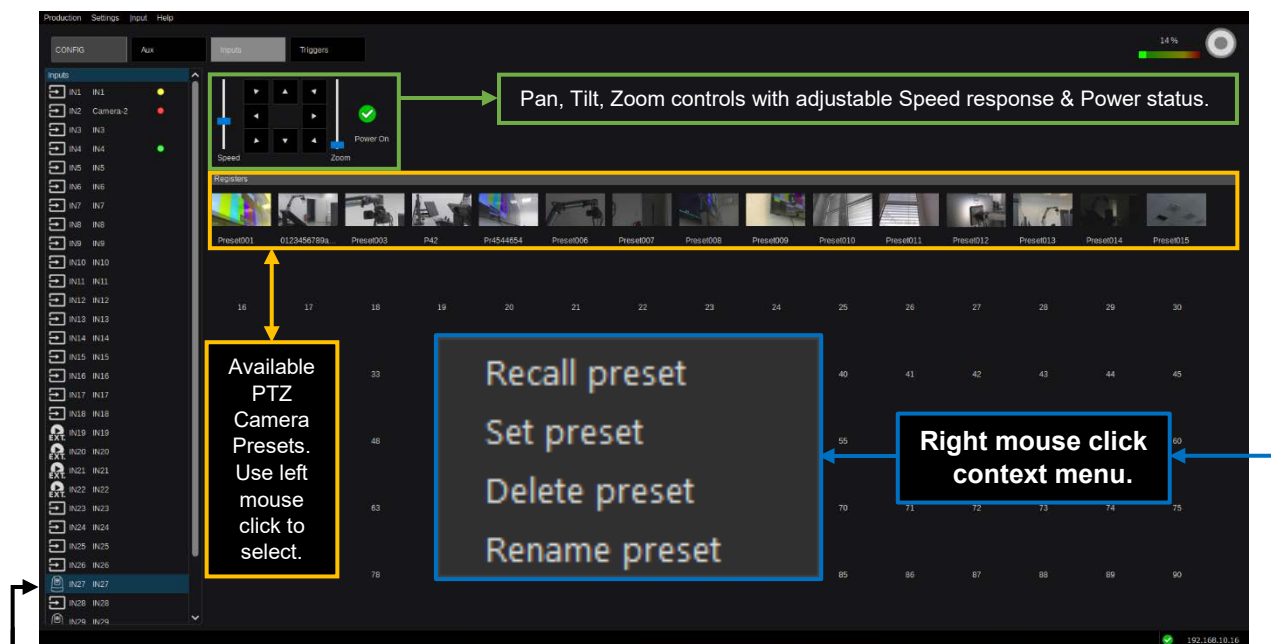 Production Settings Input Help
CONFIG Aux Inputs Triggers
14 %
Inputs
IN1 IN1
IN2 Camera-2
IN3 IN3
IN4 IN4
IN5 IN5
IN6 IN6
IN7 IN7
IN8 IN8
IN9 IN9
IN10 IN10
IN11 IN11
IN12 IN12
IN13 IN13
IN14 IN14
IN15 IN15
IN16 IN16
IN17 IN17
IN18 IN18
EXT. IN19 IN19
EXT. IN20 IN20
EXT. IN21 IN21
EXT. IN22 IN22
IN23 IN23
IN24 IN24
IN25 IN25
IN26 IN26
IN27 IN27
IN28 IN28
IN29 IN29
Speed Zoom
Power On
Pan, Tilt, Zoom controls with adjustable Speed response & Power status.
Registers
Preset001 0123456789a... Preset003 P42 Pr4544654 Preset006 Preset007 Preset008 Preset009 Preset010 Preset011 Preset012 Preset013 Preset014 Preset015
16 17 18 19 20 21 22 23 24 25 26 27 28 29 30
33 40 41 42 43 44 45
48 55 60
63 70 71 72 73 74 75
78 85 86 87 88 89 90
Available
PTZ
Camera
Presets.
Use left
mouse
click to
select.
Recall preset
Set preset
Delete preset
Rename preset
Right mouse click
context menu.
192.168.10.16